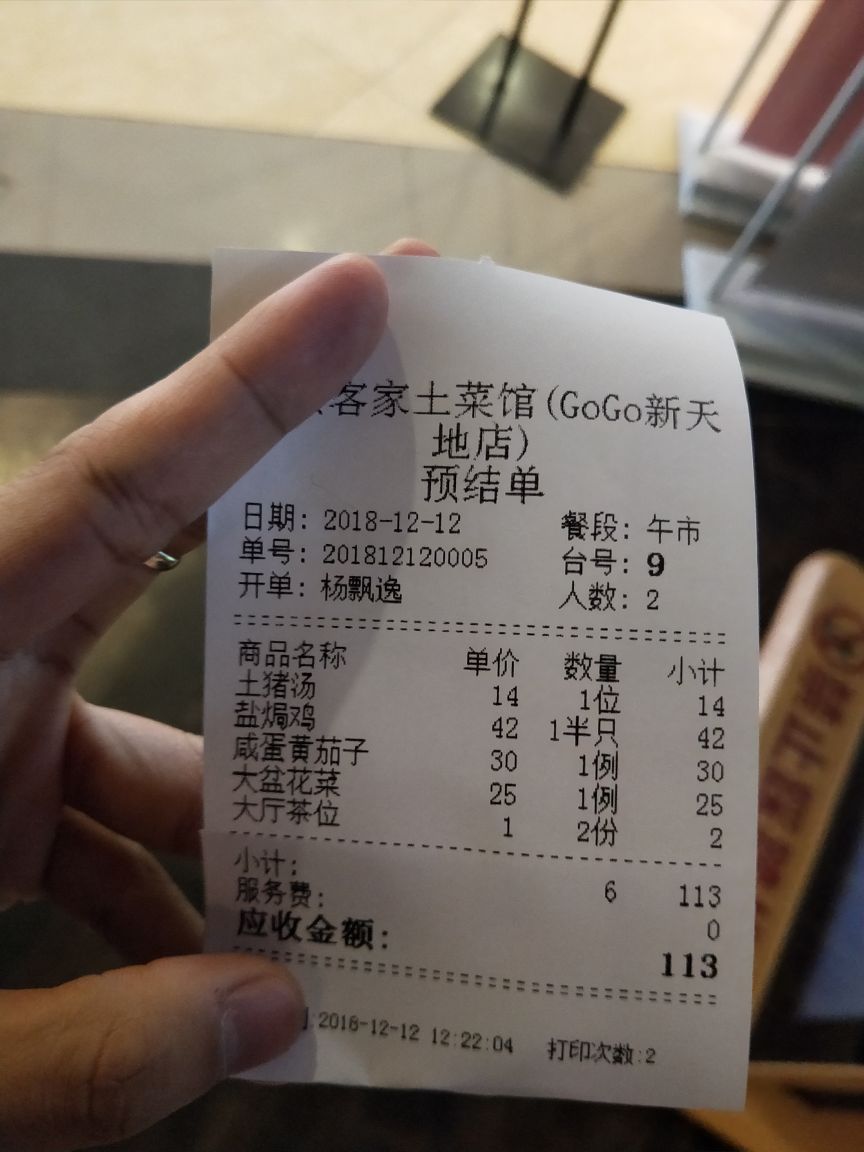 客家土菜馆(GoGo新天
地店)
预结单
日期: 2018-12-12 餐段: 午市
单号: 201812120005 台号: 9
开单: 杨飘逸 人数: 2
商品名称 单价 数量 小计
土猪汤 14 1位 14
盐焗鸡 42 1半只 42
咸蛋黄茄子 30 1例 30
大盆花菜 25 1例 25
大厅茶位 1 2份 2
小计: 6 113
服务费: 0
应收金额: 113
:2018-12-12 12:22:04 打印次数:2
禁止